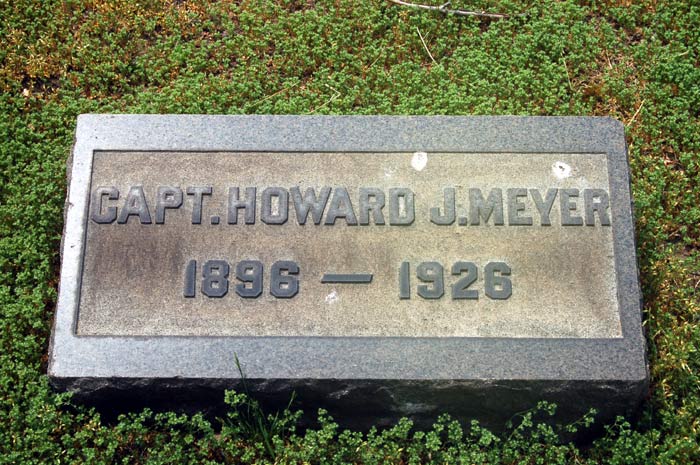 CAPT. HOWARD J. MEYER
1896 — 1926